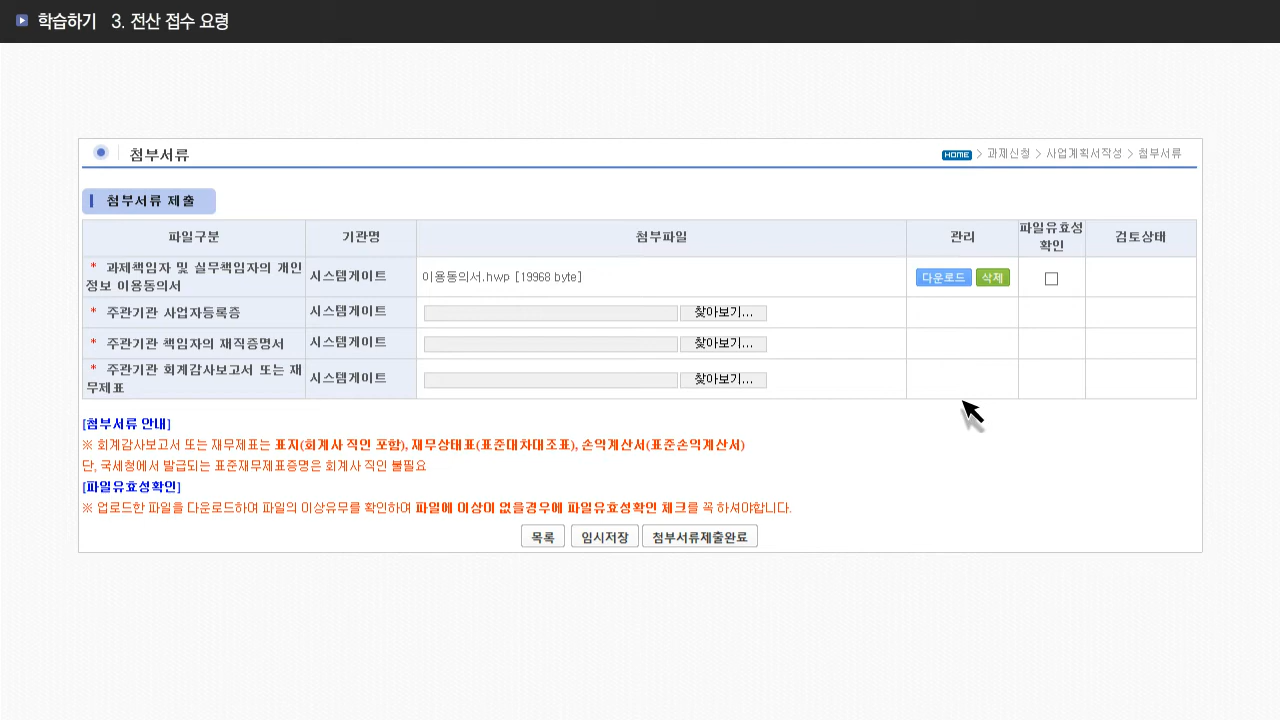 학습하기 3. 전산 접수 요령
첨부서류
HOME > 과제신청 > 사업계획서작성 > 첨부서류
첨부서류 제출
파일구분 기관명 첨부파일 관리 파일유효성 확인 검토상태
* 과제책임자 및 실무책임자의 개인
정보 이용동의서
시스템게이트 이용동의서.hwp [19968 byte] 다운로드 삭제
* 주관기관 사업자등록증 시스템게이트 찾아보기...
* 주관기관 책임자의 재직증명서 시스템게이트 찾아보기...
* 주관기관 회계감사보고서 또는 재
무제표
시스템게이트 찾아보기...
[첨부서류 안내]
※ 회계감사보고서 또는 재무제표는 표지(회계사 직인 포함), 재무상태표(표준대차대조표), 손익계산서(표준손익계산서)
단, 국세청에서 발급되는 표준재무제표증명은 회계사 직인 불필요
[파일유효성확인]
※ 업로드한 파일을 다운로드하여 파일의 이상유무를 확인하여 파일에 이상이 없을경우에 파일유효성확인 체크를 꼭 하셔야합니다.
목록 임시저장 첨부서류제출완료